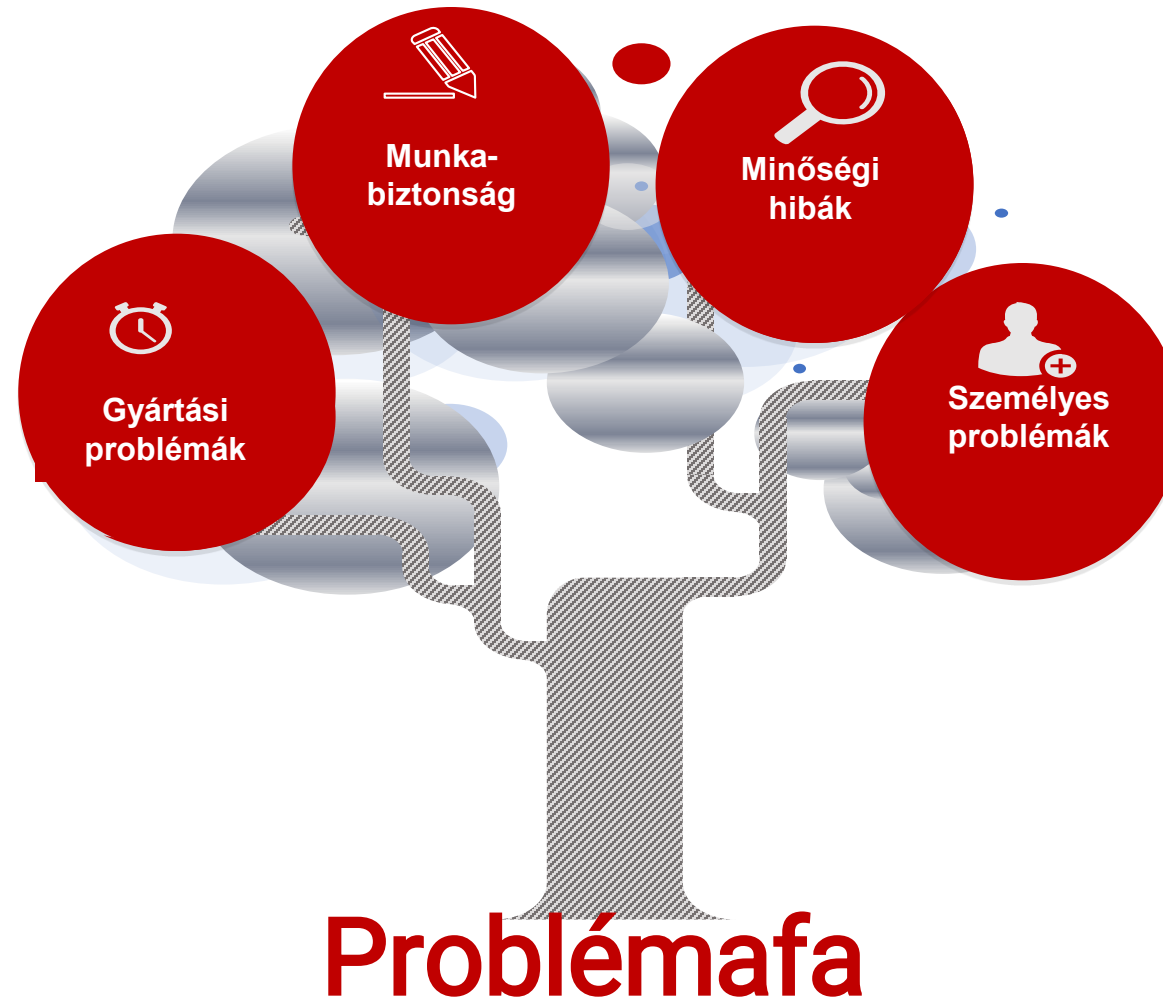 Munka-
biztonság
Minőségi
hibák
Gyártási
problémák
Személyes
problémák
Problémafa